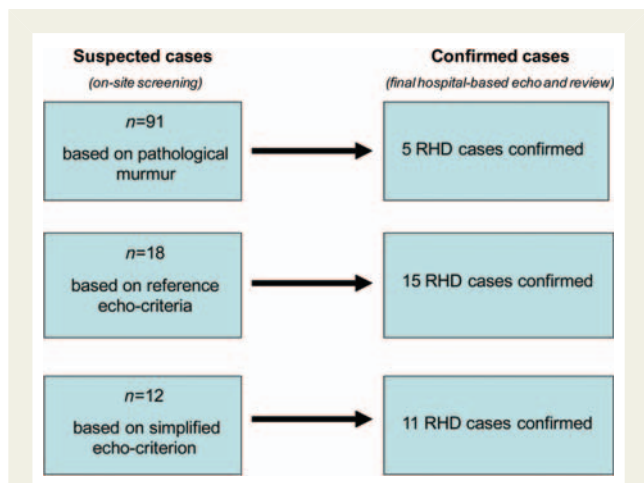 Suspected cases
(on-site screening)
Confirmed cases
(final hospital-based echo and review)
n=91
based on pathological
murmur
5 RHD cases confirmed
n=18
based on reference
echo-criteria
15 RHD cases confirmed
n=12
based on simplified
echo-criterion
11 RHD cases confirmed